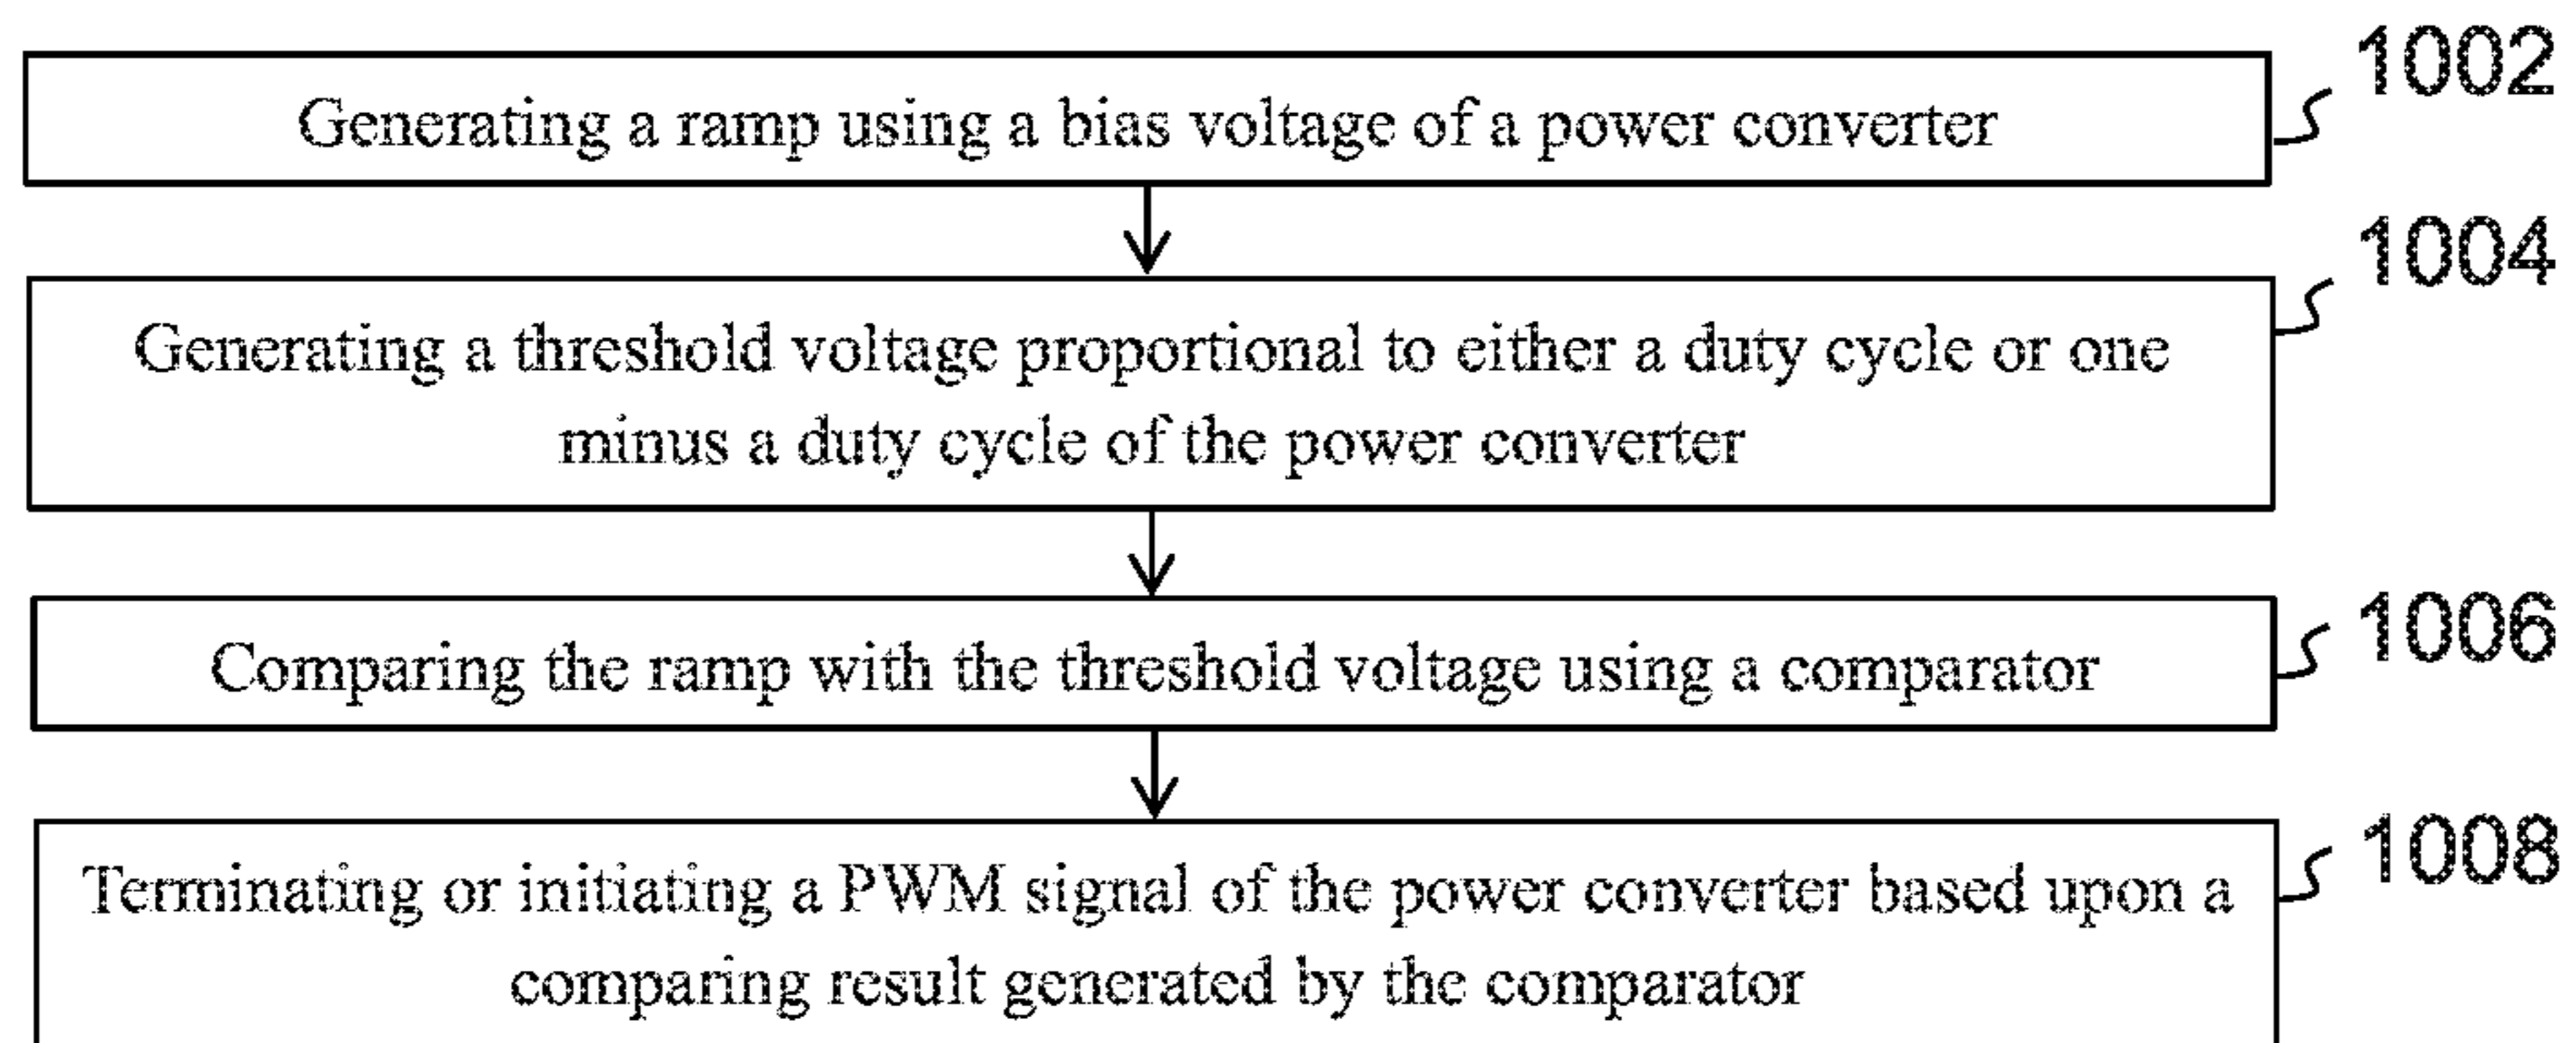 1002
Generating a ramp using a bias voltage of a power converter
1004
Generating a threshold voltage proportional to either a duty cycle or one
minus a duty cycle of the power converter
1006
Comparing the ramp with the threshold voltage using a comparator
1008
Terminating or initiating a PWM signal of the power converter based upon a
comparing result generated by the comparator